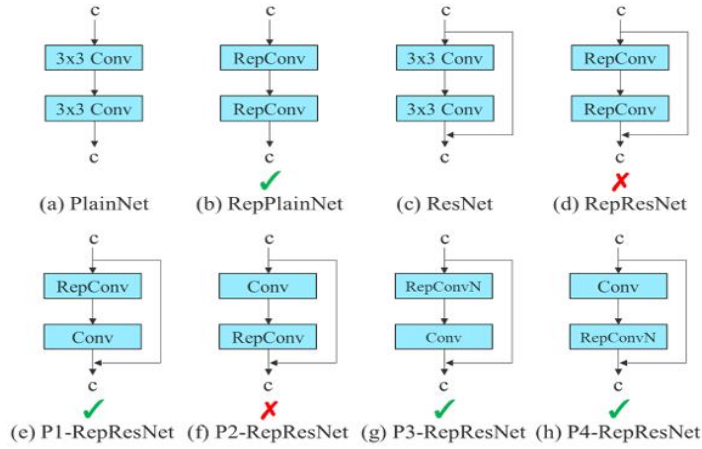 c c c c
3x3 Conv RepConv 3x3 Conv RepConv
3x3 Conv RepConv 3x3 Conv RepConv
c c c c
(a) PlainNet (b) RepPlainNet (c) ResNet (d) RepResNet
c c c c
RepConv Conv RepConvN Conv
Conv RepConv Conv RepConvN
c c c c
(e) P1-RepResNet (f) P2-RepResNet (g) P3-RepResNet (h) P4-RepResNet